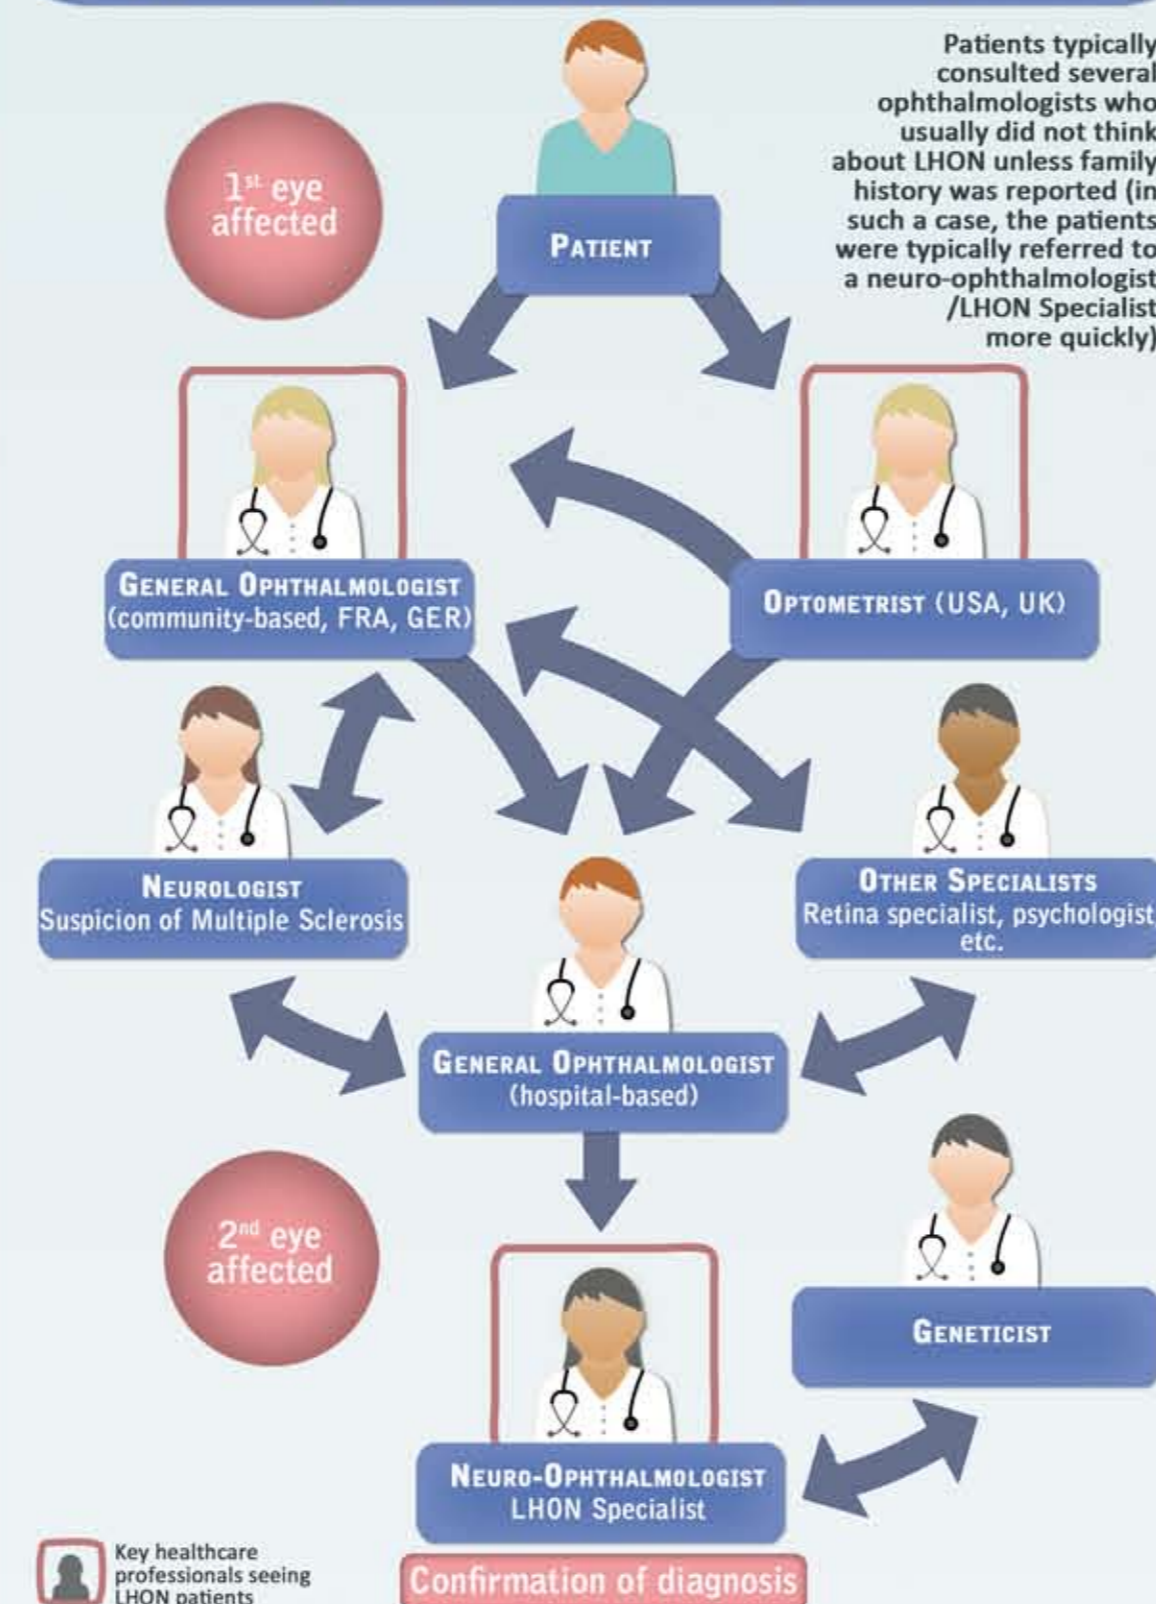 1st eye
affected
PATIENT
Patients typically
consulted several
ophthalmologists who
usually did not think
about LHON unless family
history was reported (in
such a case, the patients
were typically referred to
a neuro-ophthalmologist
/LHON Specialist
more quickly)
GENERAL OPHTHALMOLOGIST
(community-based, FRA, GER)
OPTOMETRIST (USA, UK)
NEUROLOGIST
Suspicion of Multiple Sclerosis
OTHER SPECIALISTS
Retina specialist, psychologist,
etc.
GENERAL OPHTHALMOLOGIST
(hospital-based)
2nd eye
affected
GENETICIST
NEURO-OPHTHALMOLOGIST
LHON Specialist
Confirmation of diagnosis
Key healthcare
professionals seeing
LHON patients